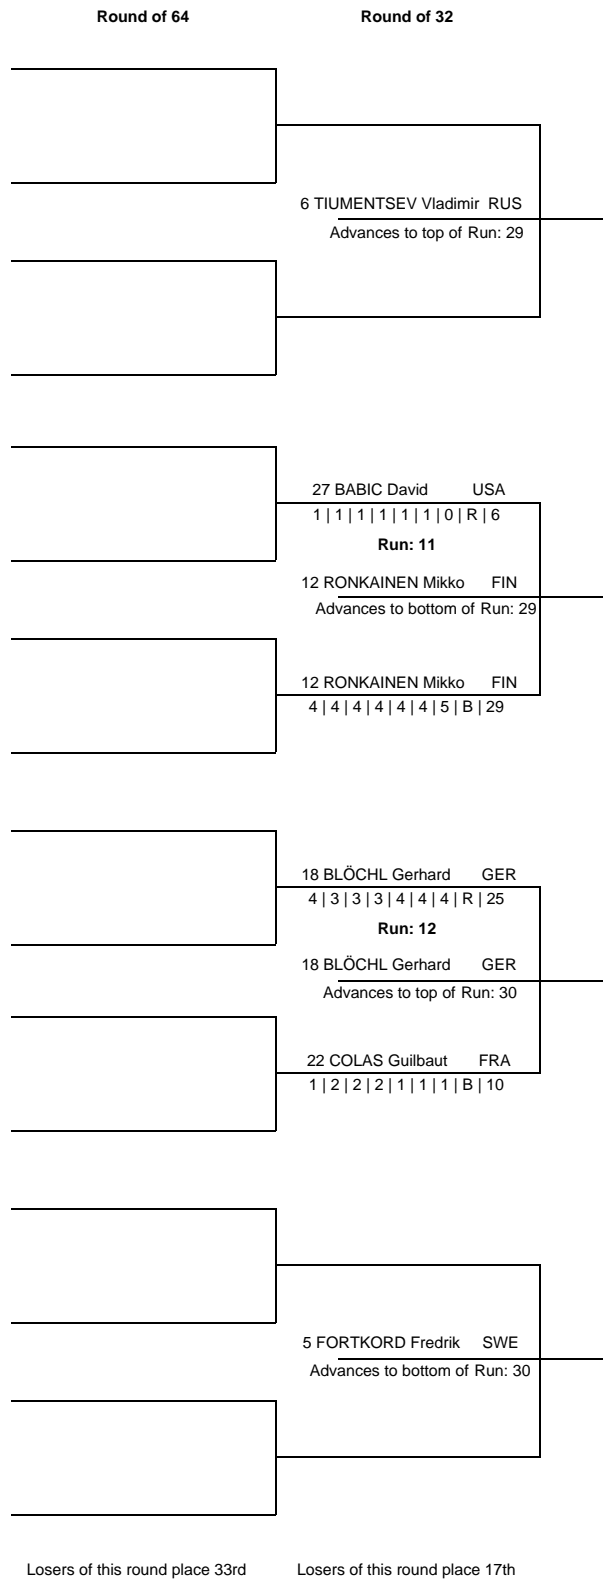 Round of 64 Round of 32
6 TIUMENTSEV Vladimir RUS
Advances to top of Run: 29
27 BABIC David USA
1 | 1 | 1 | 1 | 1 | 1 | 0 | R | 6
Run: 11
12 RONKAINEN Mikko FIN
Advances to bottom of Run: 29
12 RONKAINEN Mikko FIN
4 | 4 | 4 | 4 | 4 | 4 | 5 | B | 29
18 BLÖCHL Gerhard GER
4 | 3 | 3 | 3 | 4 | 4 | 4 | R | 25
Run: 12
18 BLÖCHL Gerhard GER
Advances to top of Run: 30
22 COLAS Guilbaut FRA
1 | 2 | 2 | 2 | 1 | 1 | 1 | B | 10
5 FORTKORD Fredrik SWE
Advances to bottom of Run: 30
Losers of this round place 33rd Losers of this round place 17th